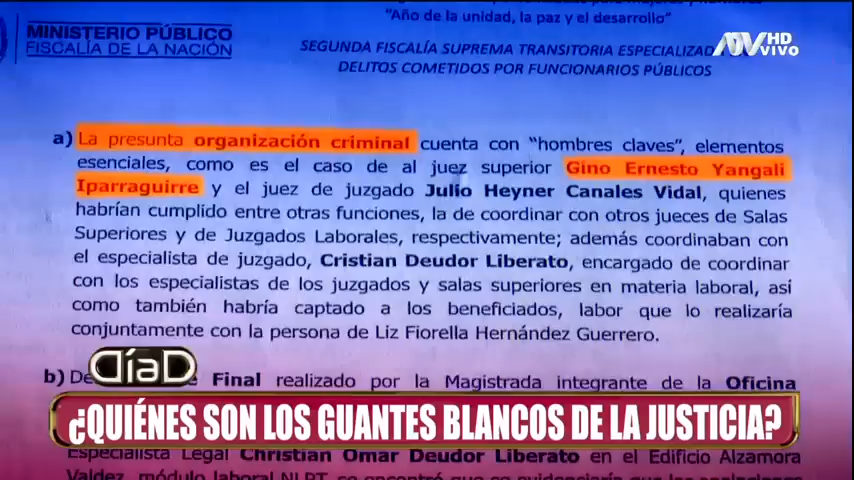 "Año de la unidad, la paz y el desarrollo"
MINISTERIO PÚBLICO
FISCALÍA DE LA NACIÓN
SEGUNDA FISCALÍA SUPREMA TRANSITORIA ESPECIALIZAD
DELITOS COMETIDOS POR FUNCIONARIOS PÚBLICOS
ATV HD
VIVO
a) La presunta organización criminal cuenta con "hombres claves", elementos
esenciales, como es el caso de al juez superior Gino Ernesto Yangali
Iparraguirre y el juez de juzgado Julio Heyner Canales Vidal, quienes
habrían cumplido entre otras funciones, la de coordinar con otros jueces de Salas
Superiores y de Juzgados Laborales, respectivamente; además coordinaban con
el especialista de juzgado, Cristian Deudor Liberato, encargado de coordinar
con los especialistas de los juzgados y salas superiores en materia laboral, así
como también habría captado a los beneficiados, labor que lo realizaría
conjuntamente con la persona de Liz Fiorella Hernández Guerrero.
b) De Final realizado por la Magistrada integrante de la Oficina
DíaD
¿QUIÉNES SON LOS GUANTES BLANCOS DE LA JUSTICIA?
Especialista Legal Christian Omar Deudor Liberato en el Edificio Alzamora
Valdez, módulo laboral NLPT, se encontró que se